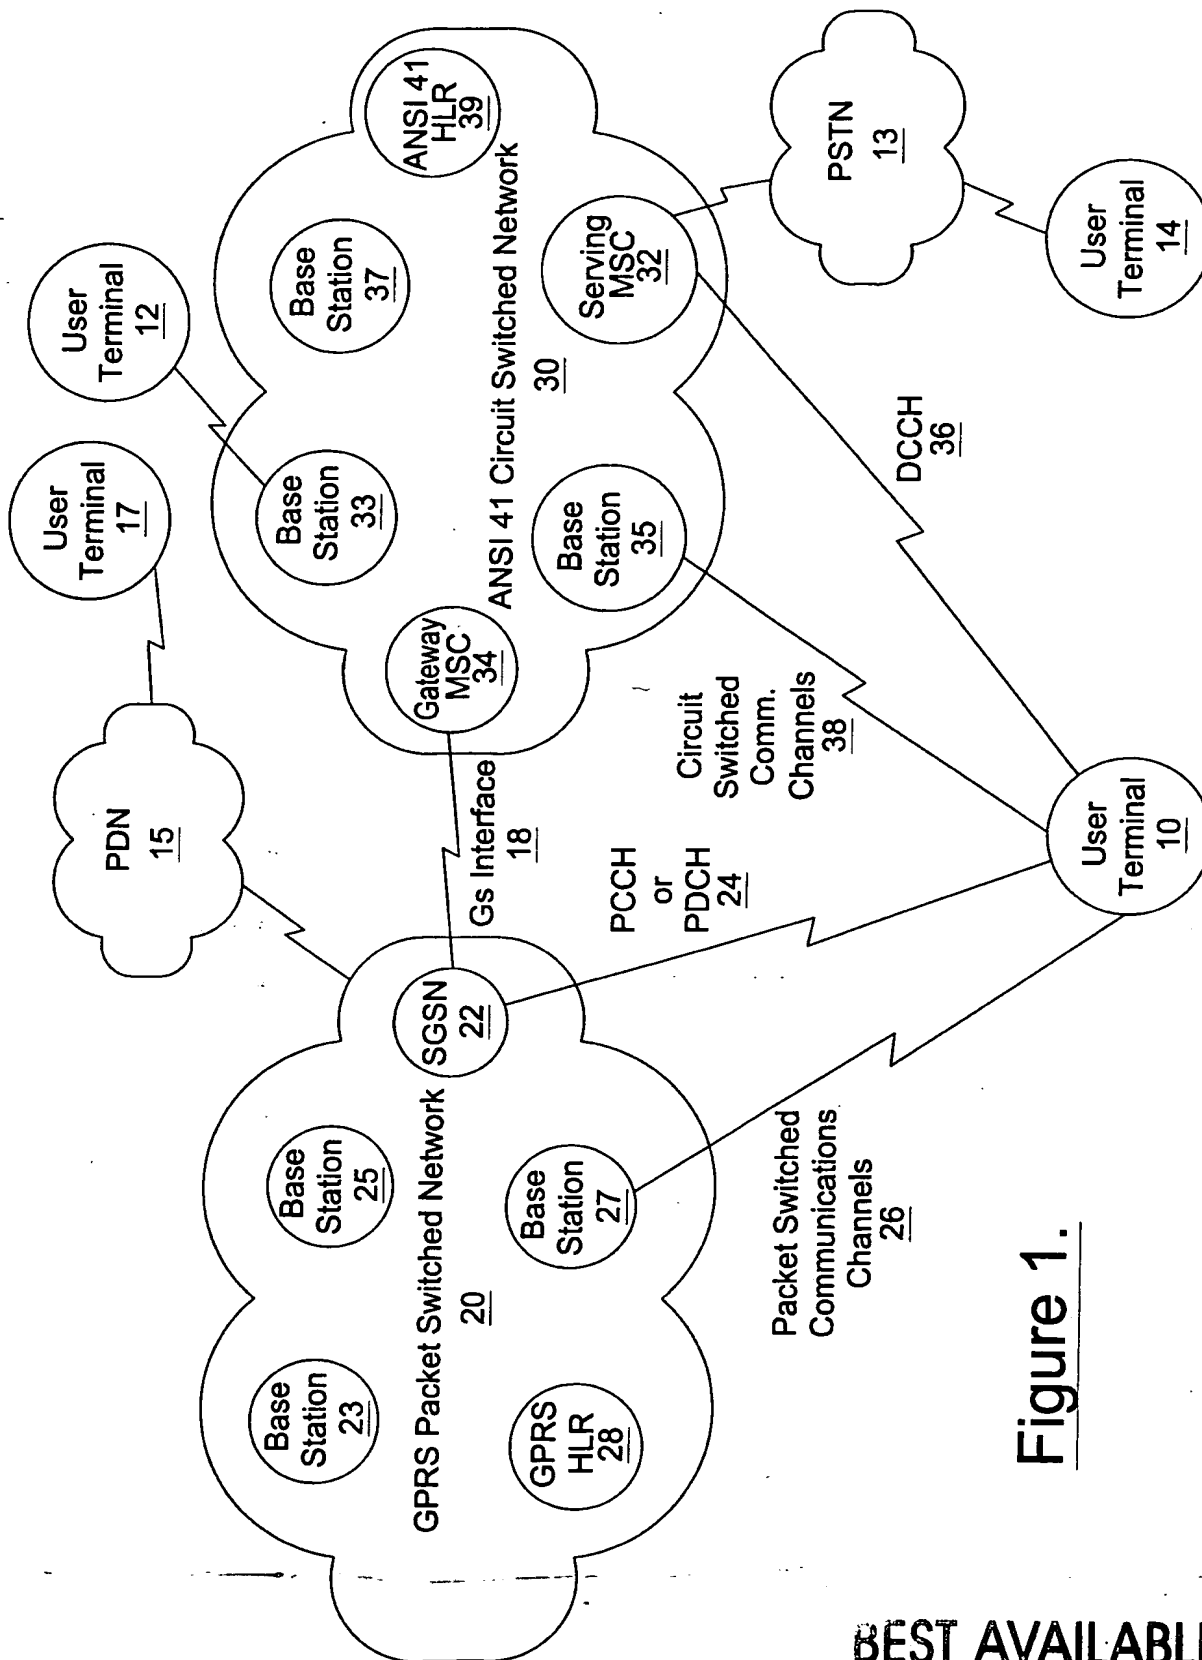 User
Terminal
17
User
Terminal
12
PDN
15
Base
Station
23
Base
Station
25
Base
Station
33
Base
Station
37
ANSI 41
HLR
39
GPRS Packet Switched Network
20
SGSN
22
Gs Interface
18
Gateway
MSC
34
ANSI 41 Circuit Switched Network
30
GPRS
HLR
28
Base
Station
27
Base
Station
35
Serving
MSC
32
PSTN
13
Packet Switched
Communications
Channels
26
PCCH
or
PDCH
24
Circuit
Switched
Comm.
Channels
38
DCCH
36
User
Terminal
10
User
Terminal
14
Figure 1.
BEST AVAILABLE